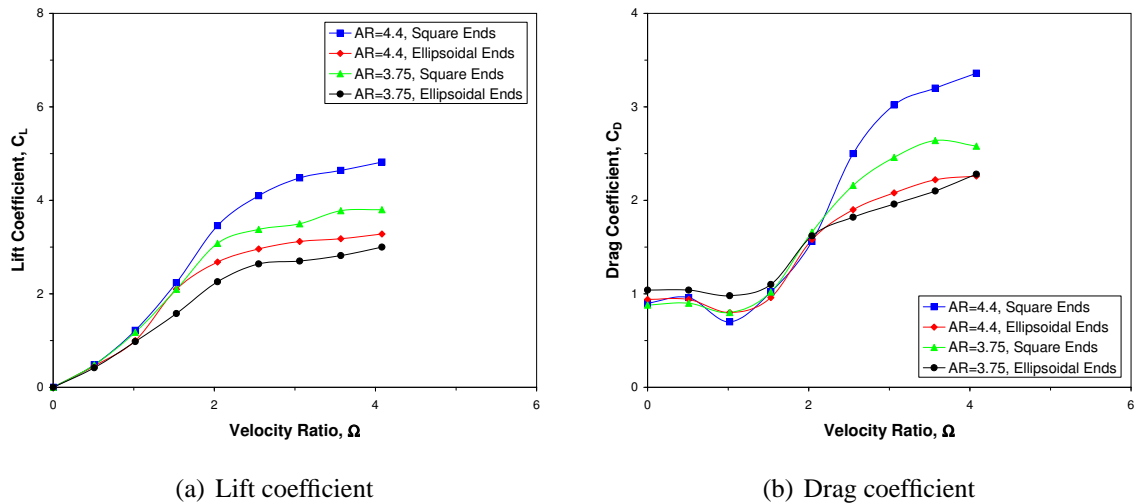 8
6
4
2
0
0
2
4
6
Lift Coefficient, C_L
Velocity Ratio, Ω
AR=4.4, Square Ends
AR=4.4, Ellipsoidal Ends
AR=3.75, Square Ends
AR=3.75, Ellipsoidal Ends
(a) Lift coefficient
4
3
2
1
0
0
2
4
6
Drag Coefficient, C_D
Velocity Ratio, Ω
AR=4.4, Square Ends
AR=4.4, Ellipsoidal Ends
AR=3.75, Square Ends
AR=3.75, Ellipsoidal Ends
(b) Drag coefficient